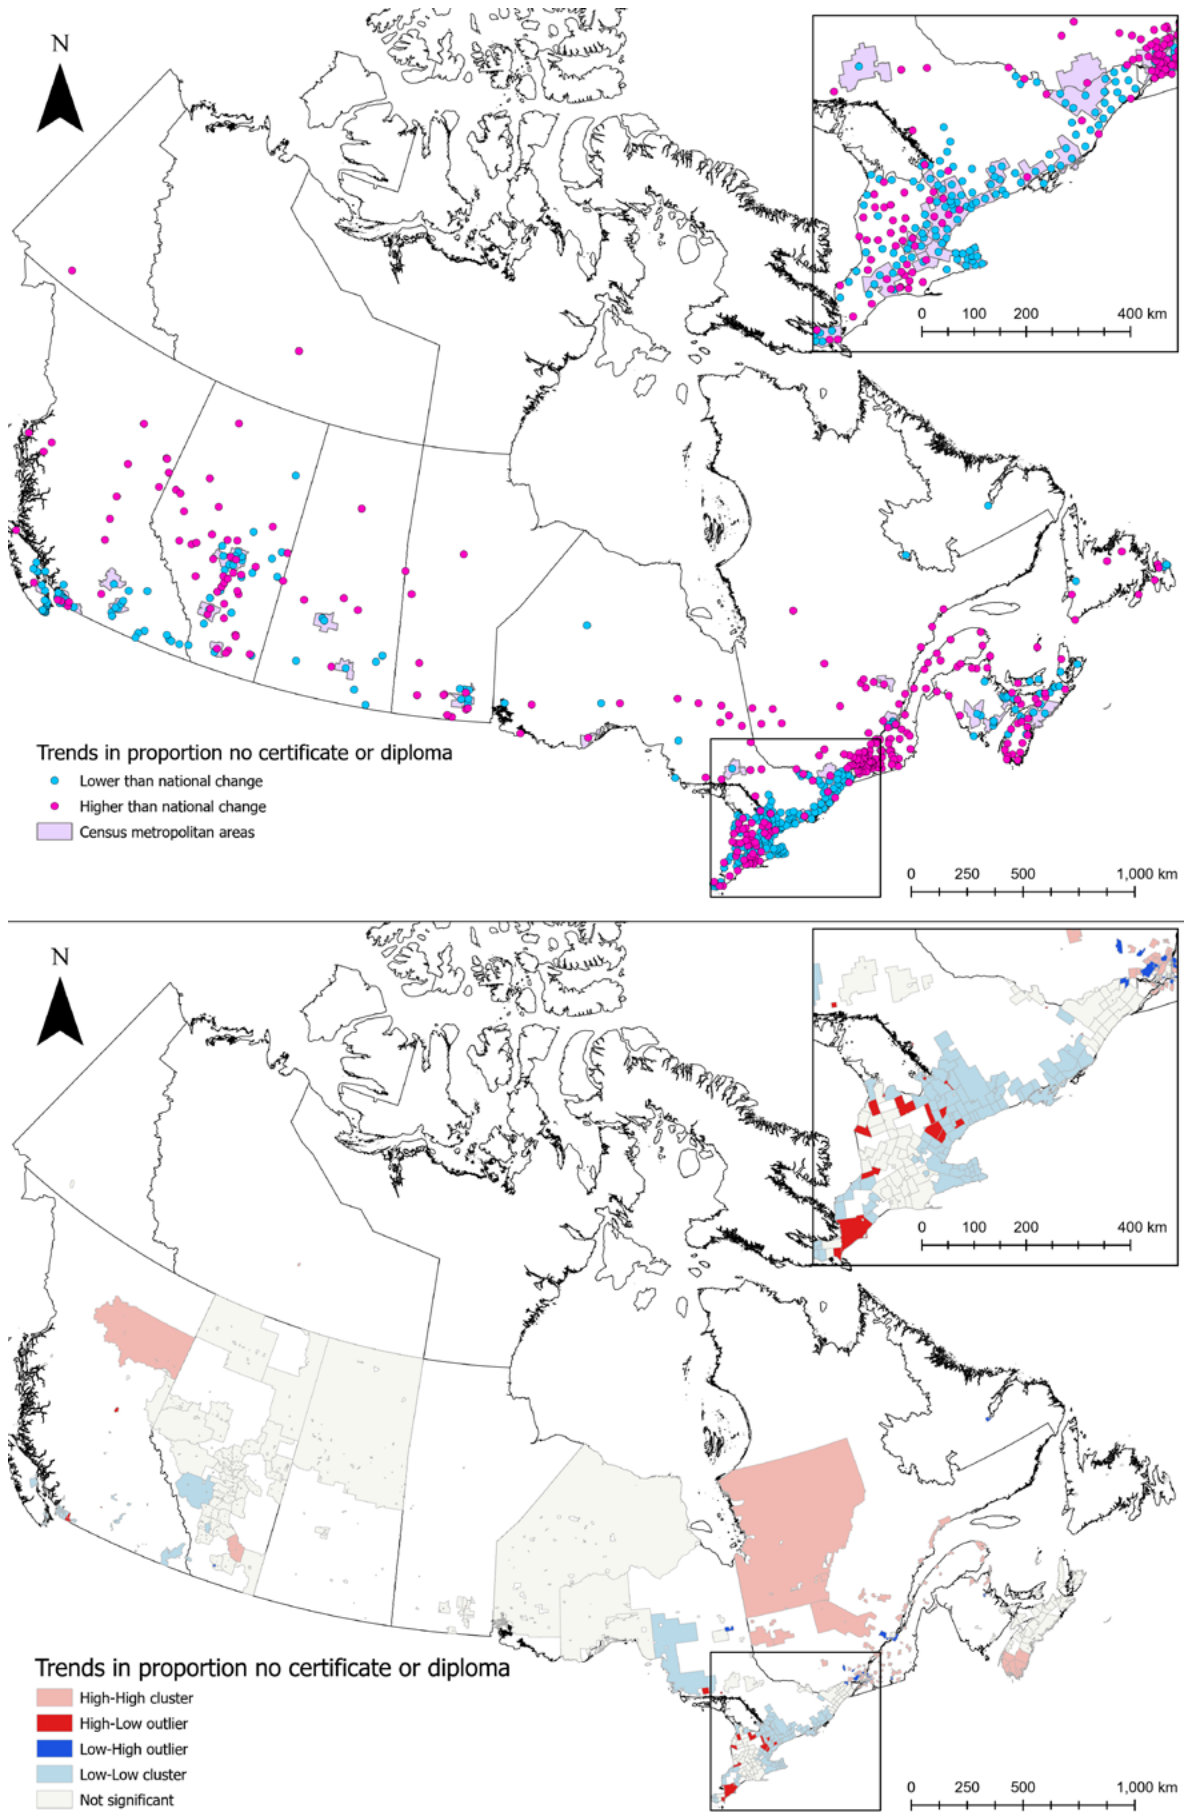 N
0 100 200 400 km
Trends in proportion no certificate or diploma
Lower than national change
Higher than national change
Census metropolitan areas
0 250 500 1,000 km
N
0 100 200 400 km
Trends in proportion no certificate or diploma
High-High cluster
High-Low outlier
Low-High outlier
Low-Low cluster
Not significant
0 250 500 1,000 km